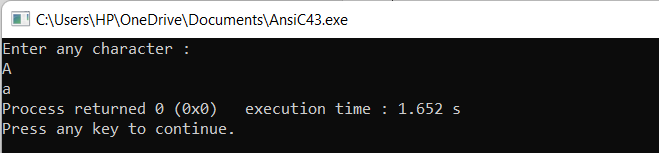 C:\Users\HP\OneDrive\Documents\AnsiC43.exe
Enter any character :
A
a
Process returned 0 (0x0)   execution time : 1.652 s
Press any key to continue.